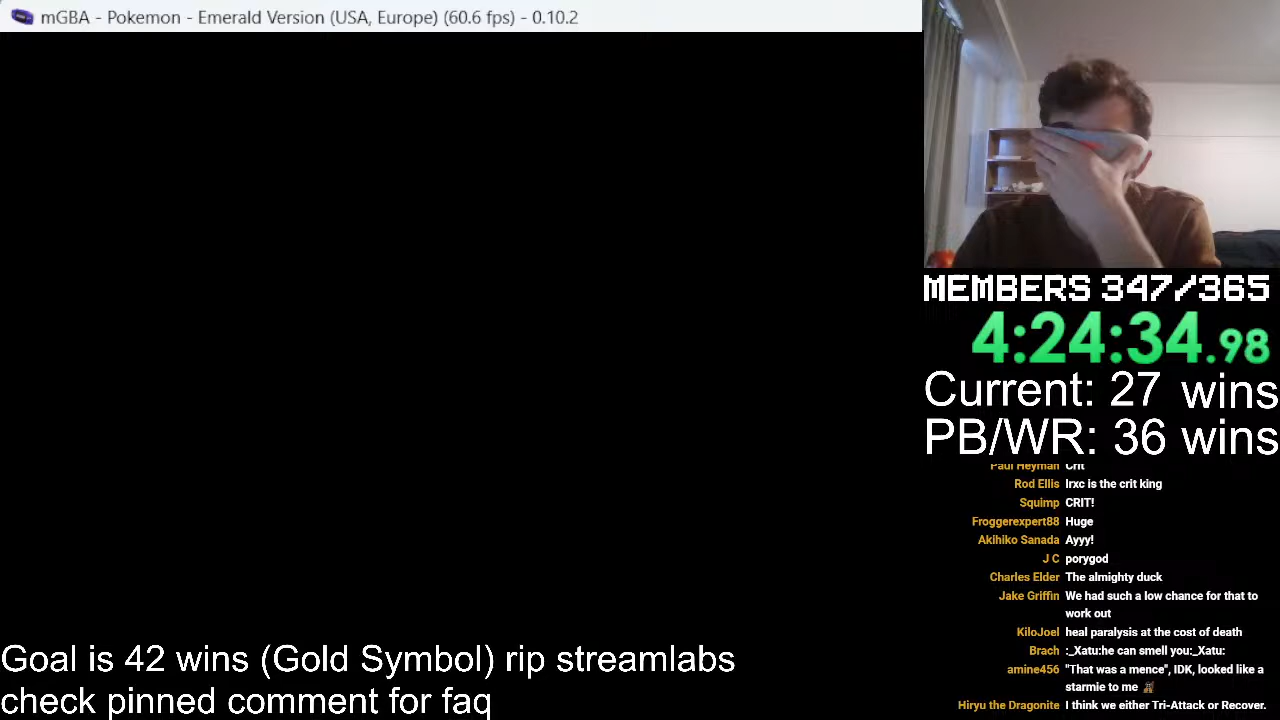 mGBA - Pokemon - Emerald Version (USA, Europe) (60.6 fps) - 0.10.2
MEMBERS 347/365
4:24:34.98
Current: 27 wins
PB/WR: 36 wins
Paul Heyman Crit
Rod Ellis lrxc is the crit king
Squimp CRIT!
Froggerexpert88 Huge
Akihiko Sanada Ayyy!
J C porygod
Charles Elder The almighty duck
Jake Griffin We had such a low chance for that to
work out
KiloJoel heal paralysis at the cost of death
Brach :_Xatu:he can smell you:_Xatu:
amine456 "That was a mence", IDK, looked like a
starmie to me
Hiryu the Dragonite I think we either Tri-Attack or Recover.
Goal is 42 wins (Gold Symbol) rip streamlabs
check pinned comment for faq